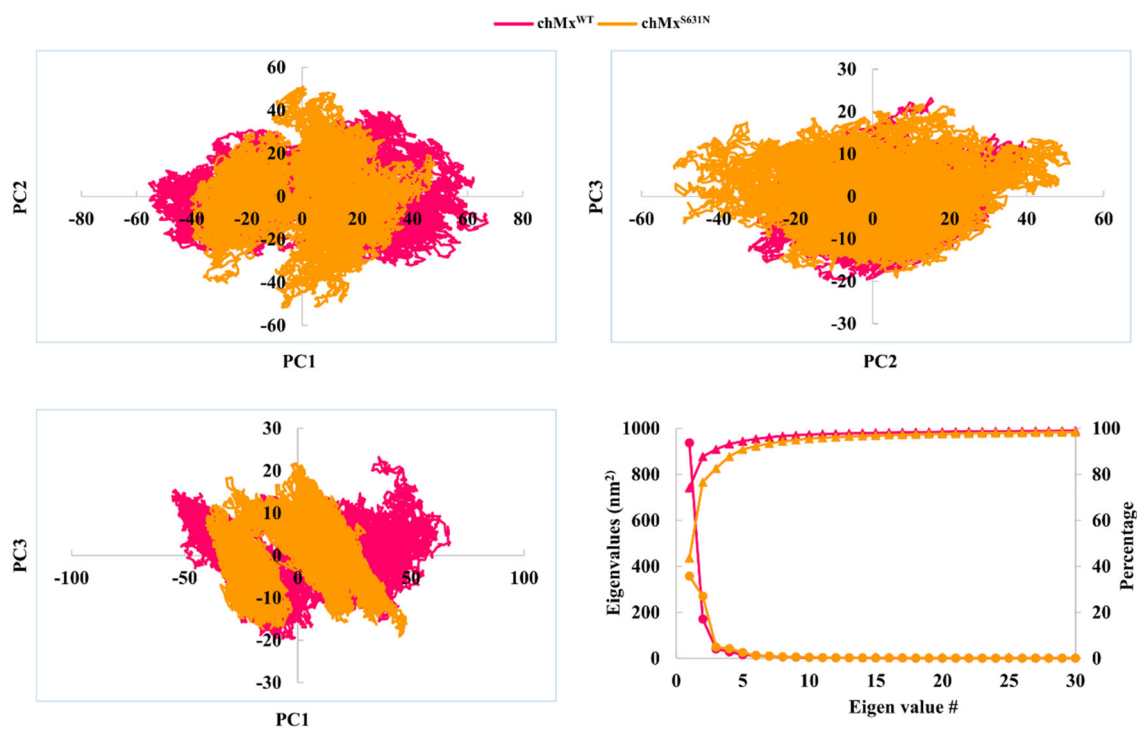 chMxWT chMxS631N
60
40
20
0
-20
-40
-60
-80 -60 -40 -20 0 20 40 60 80
PC2
PC1
30
20
10
0
-10
-20
-30
-60 -40 -20 0 20 40 60
PC3
PC2
30
20
10
0
-10
-20
-30
-100 -50 0 50 100
PC3
PC1
1000
800
600
400
200
0
Eigenvalues (nm²)
100
80
60
40
20
0
Percentage
0 5 10 15 20 25 30
Eigen value #